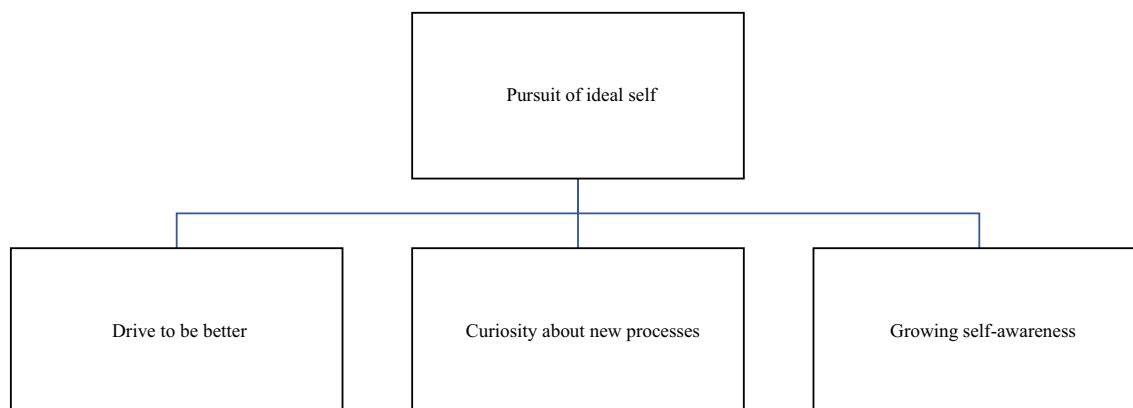 Pursuit of ideal self
Drive to be better
Curiosity about new processes
Growing self-awareness